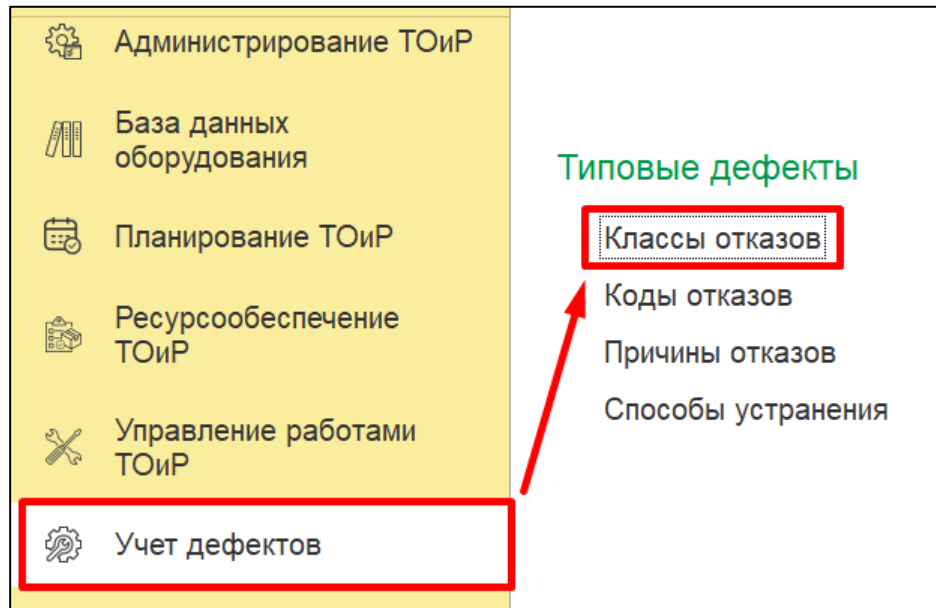 Администрирование ТОиР
База данных
оборудования
Планирование ТОиР
Ресурсообеспечение
ТОиР
Управление работами
ТОиР
Учет дефектов
Типовые дефекты
Классы отказов
Коды отказов
Причины отказов
Способы устранения